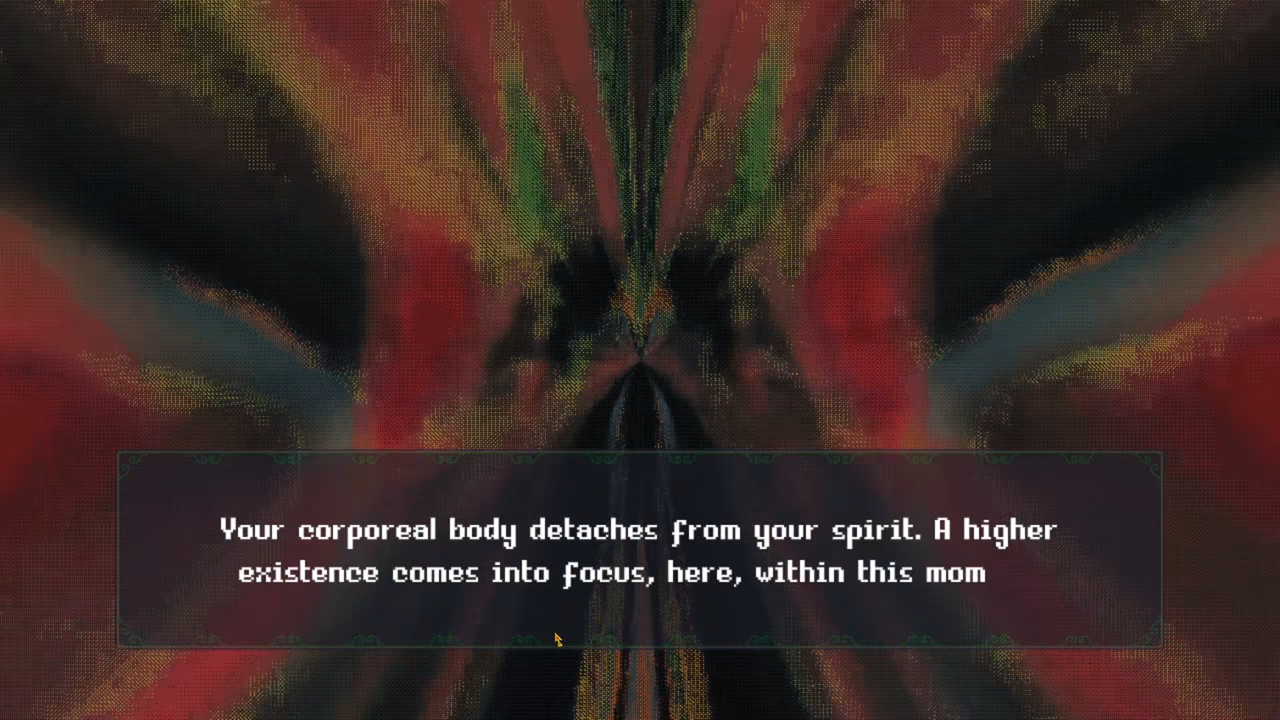 Your corporeal body detaches from your spirit. A higher
existence comes into focus, here, within this mom